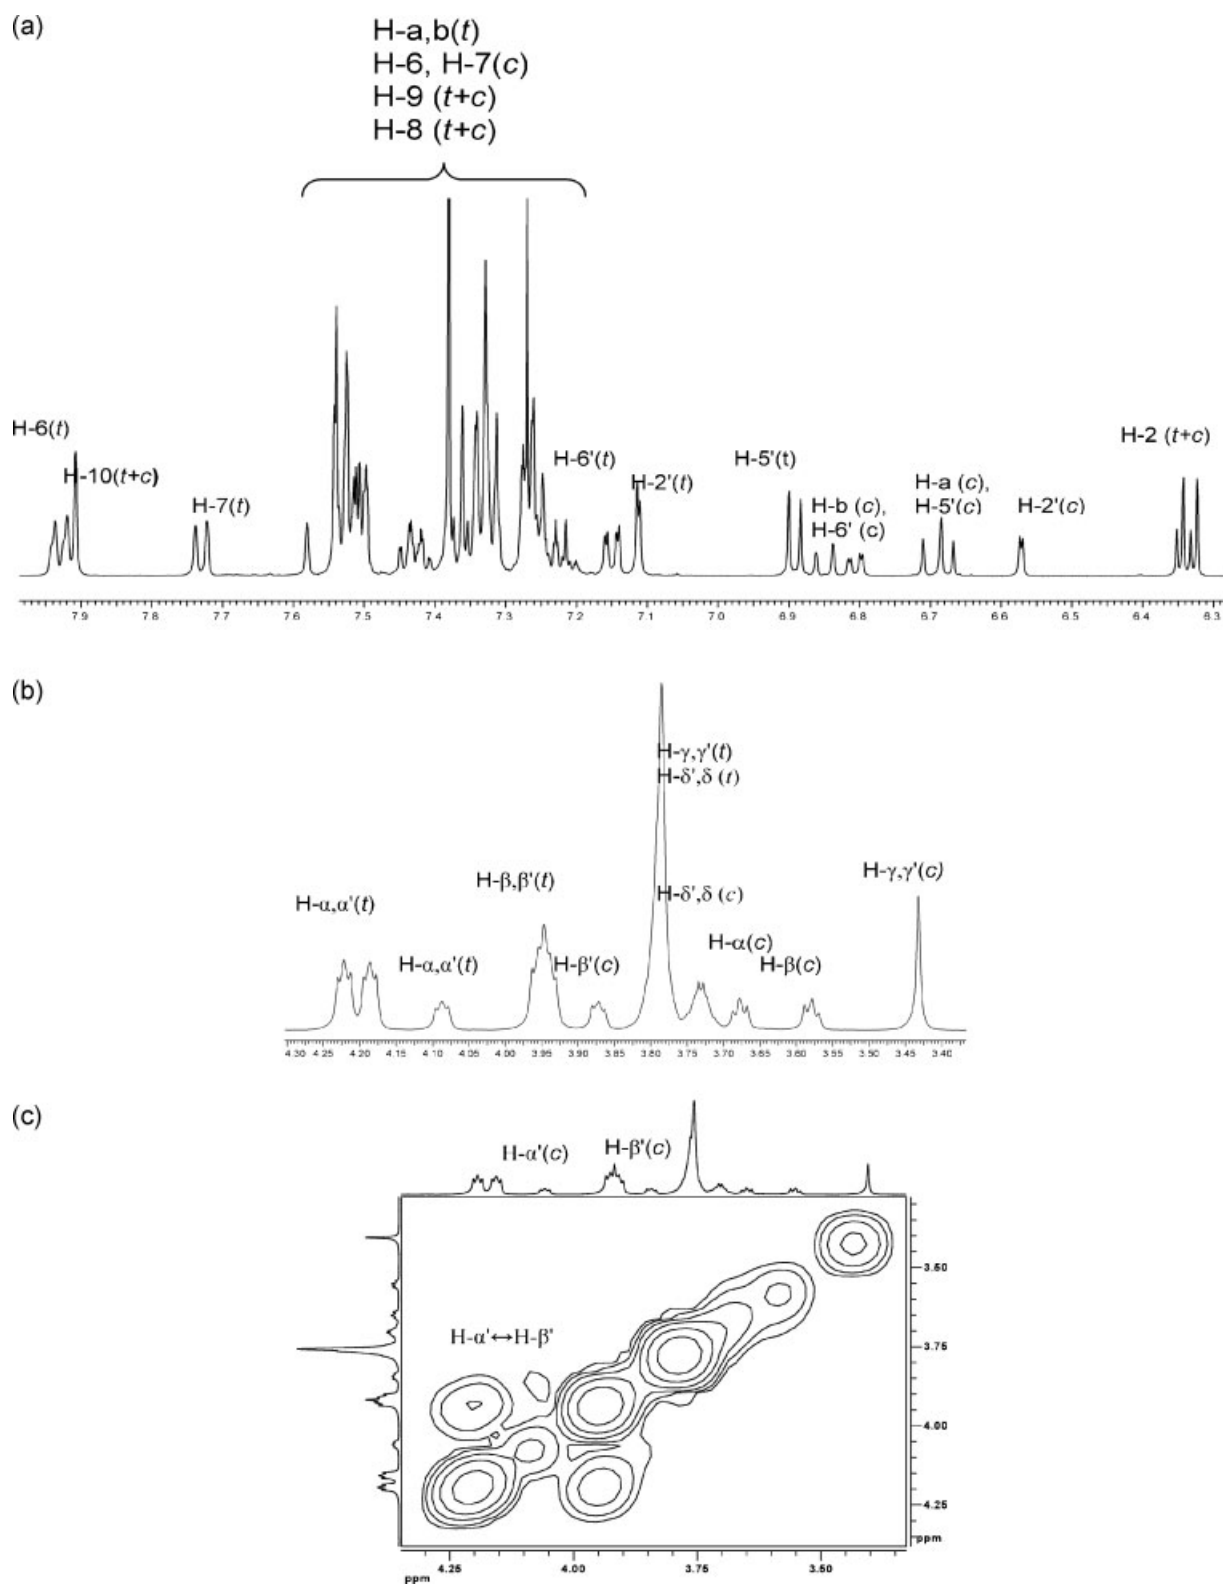 (a)
H-a,b(t)
H-6, H-7(c)
H-9 (t+c)
H-8 (t+c)
H-6(t)
H-10(t+c)
H-7(t)
H-6'(t)
H-2'(t)
H-5'(t)
H-b (c),
H-6' (c)
H-a (c),
H-5'(c)
H-2'(c)
H-2 (t+c)
7.9 7.8 7.7 7.6 7.5 7.4 7.3 7.2 7.1 7.0 6.9 6.8 6.7 6.6 6.5 6.4 6.3
(b)
H-γ,γ'(t)
H-δ',δ (t)
H-δ',δ (c)
H-γ,γ'(c)
H-β,β'(t)
H-α,α'(t)
H-α,α'(t)
H-β'(c)
H-α(c)
H-β(c)
4.30 4.25 4.20 4.15 4.10 4.05 4.00 3.95 3.90 3.85 3.80 3.75 3.70 3.65 3.60 3.55 3.50 3.45 3.40
(c)
H-α'(c)
H-β'(c)
H-α'↔H-β'
3.50
3.75
4.00
4.25
ppm
4.25 4.00 3.75 3.50
ppm